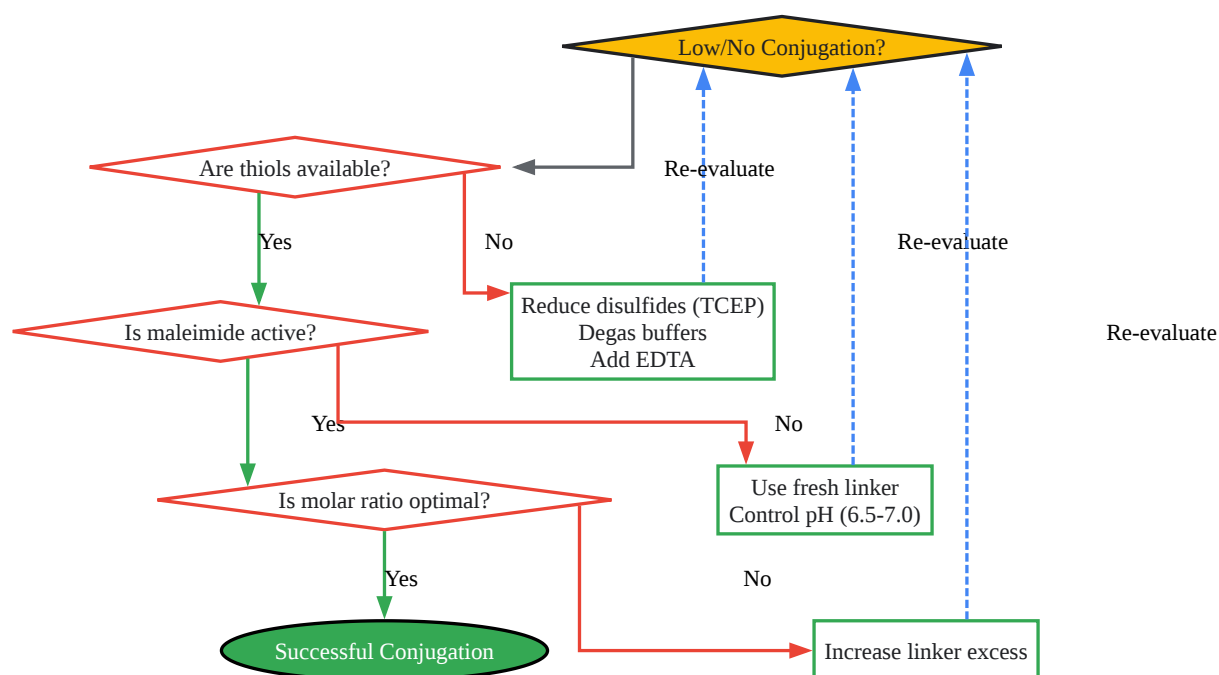 Low/No Conjugation?
Are thiols available?
Re-evaluate
Yes
No
Re-evaluate
Reduce disulfides (TCEP)
Degas buffers
Add EDTA
Is maleimide active?
Re-evaluate
Yes
No
Is molar ratio optimal?
Use fresh linker
Control pH (6.5-7.0)
Yes
No
Successful Conjugation
Increase linker excess